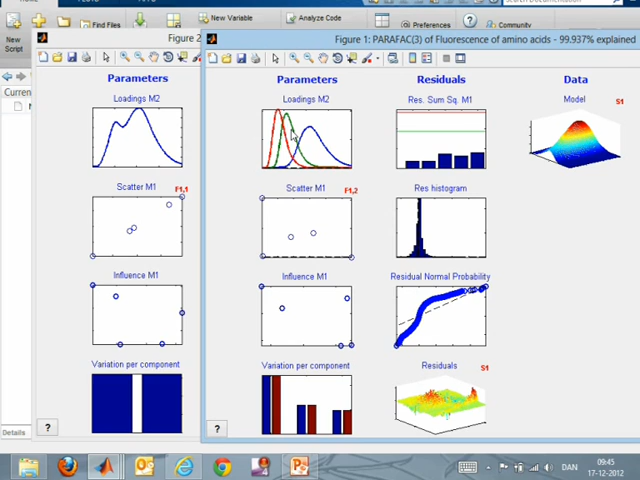 New Variable
Analyze Code
Find Files
Preferences
Community
New
Script
Figure 2
Figure 1: PARAFAC(3) of Fluorescence of amino acids - 99.937% explained
Parameters
Parameters
Residuals
Data
Loadings M2
Loadings M2
Res. Sum Sq. M1
Model
S1
Scatter M1
F1,1
Scatter M1
F1,2
Res histogram
Influence M1
Influence M1
Residual Normal Probability
Variation per component
Variation per component
Residuals
S1
Details
?
?
DAN
09:45
17-12-2012